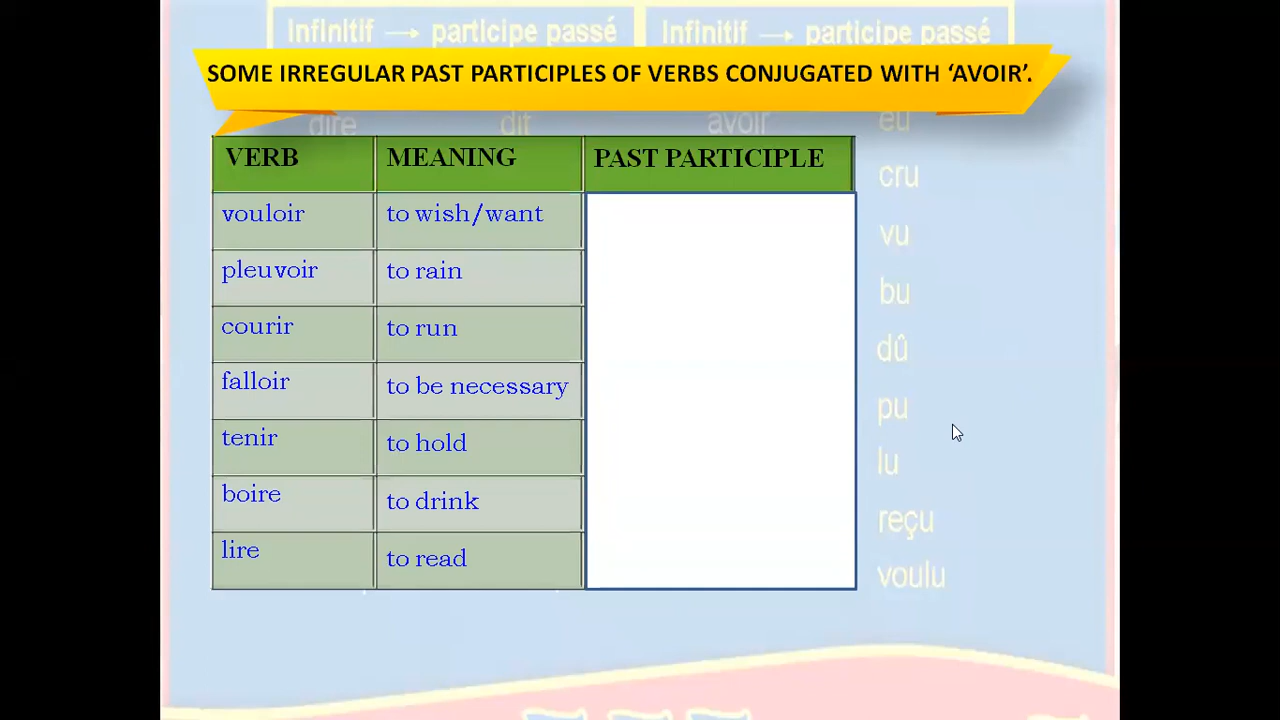 Infinitif → participe passé Infinitif → participe passé
SOME IRREGULAR PAST PARTICIPLES OF VERBS CONJUGATED WITH ‘AVOIR’.
dire dit avoir eu
VERB MEANING PAST PARTICIPLE
cru
vouloir to wish/want
vu
pleuvoir to rain
bu
courir to run
dû
falloir to be necessary
pu
tenir to hold
lu
boire to drink
reçu
lire to read
voulu